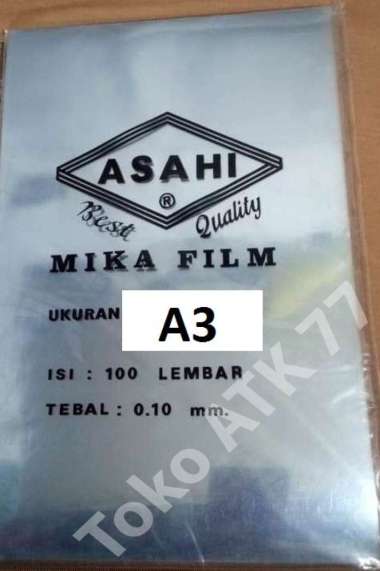 ASAHI
®
Best Quality
MIKA FILM
UKURAN A3
ISI : 100 LEMBAR
TEBAL : 0.10 mm.
Toko ATK 77